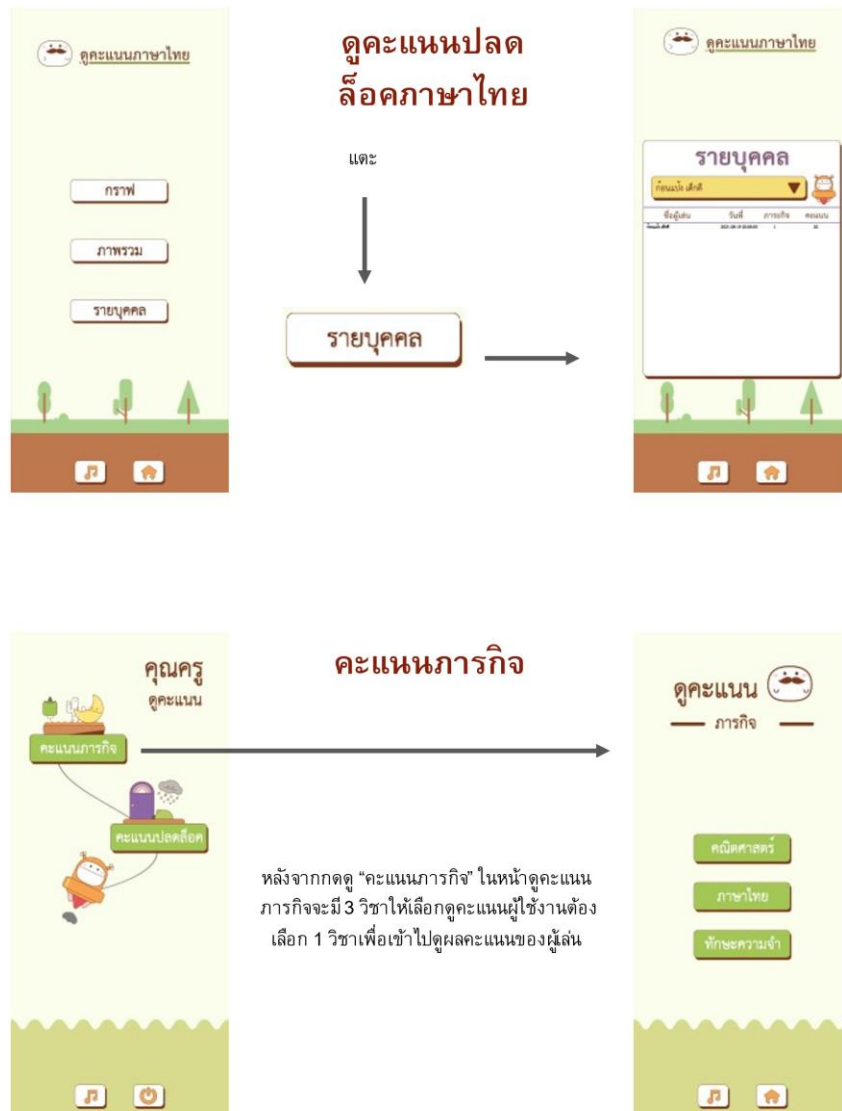 ดูคะแนนภาษาไทย
กราฟ
ภาพรวม
รายบุคคล
ดูคะแนนปลด
ล็อคภาษาไทย
แตะ
รายบุคคล
ดูคะแนนภาษาไทย
รายบุคคล
ก้อนแป้ง เด็กดี
ชื่อผู้เล่น วันที่ ภารกิจ คะแนน
คุณครู
ดูคะแนน
คะแนนภารกิจ
คะแนนปลดล็อค
คะแนนภารกิจ
หลังจากกดดู “คะแนนภารกิจ” ในหน้าดูคะแนน
ภารกิจจะมี 3 วิชาให้เลือกดูคะแนนผู้ใช้งานต้อง
เลือก 1 วิชาเพื่อเข้าไปดูผลคะแนนของผู้เล่น
ดูคะแนน
ภารกิจ
คณิตศาสตร์
ภาษาไทย
ทักษะความจำ